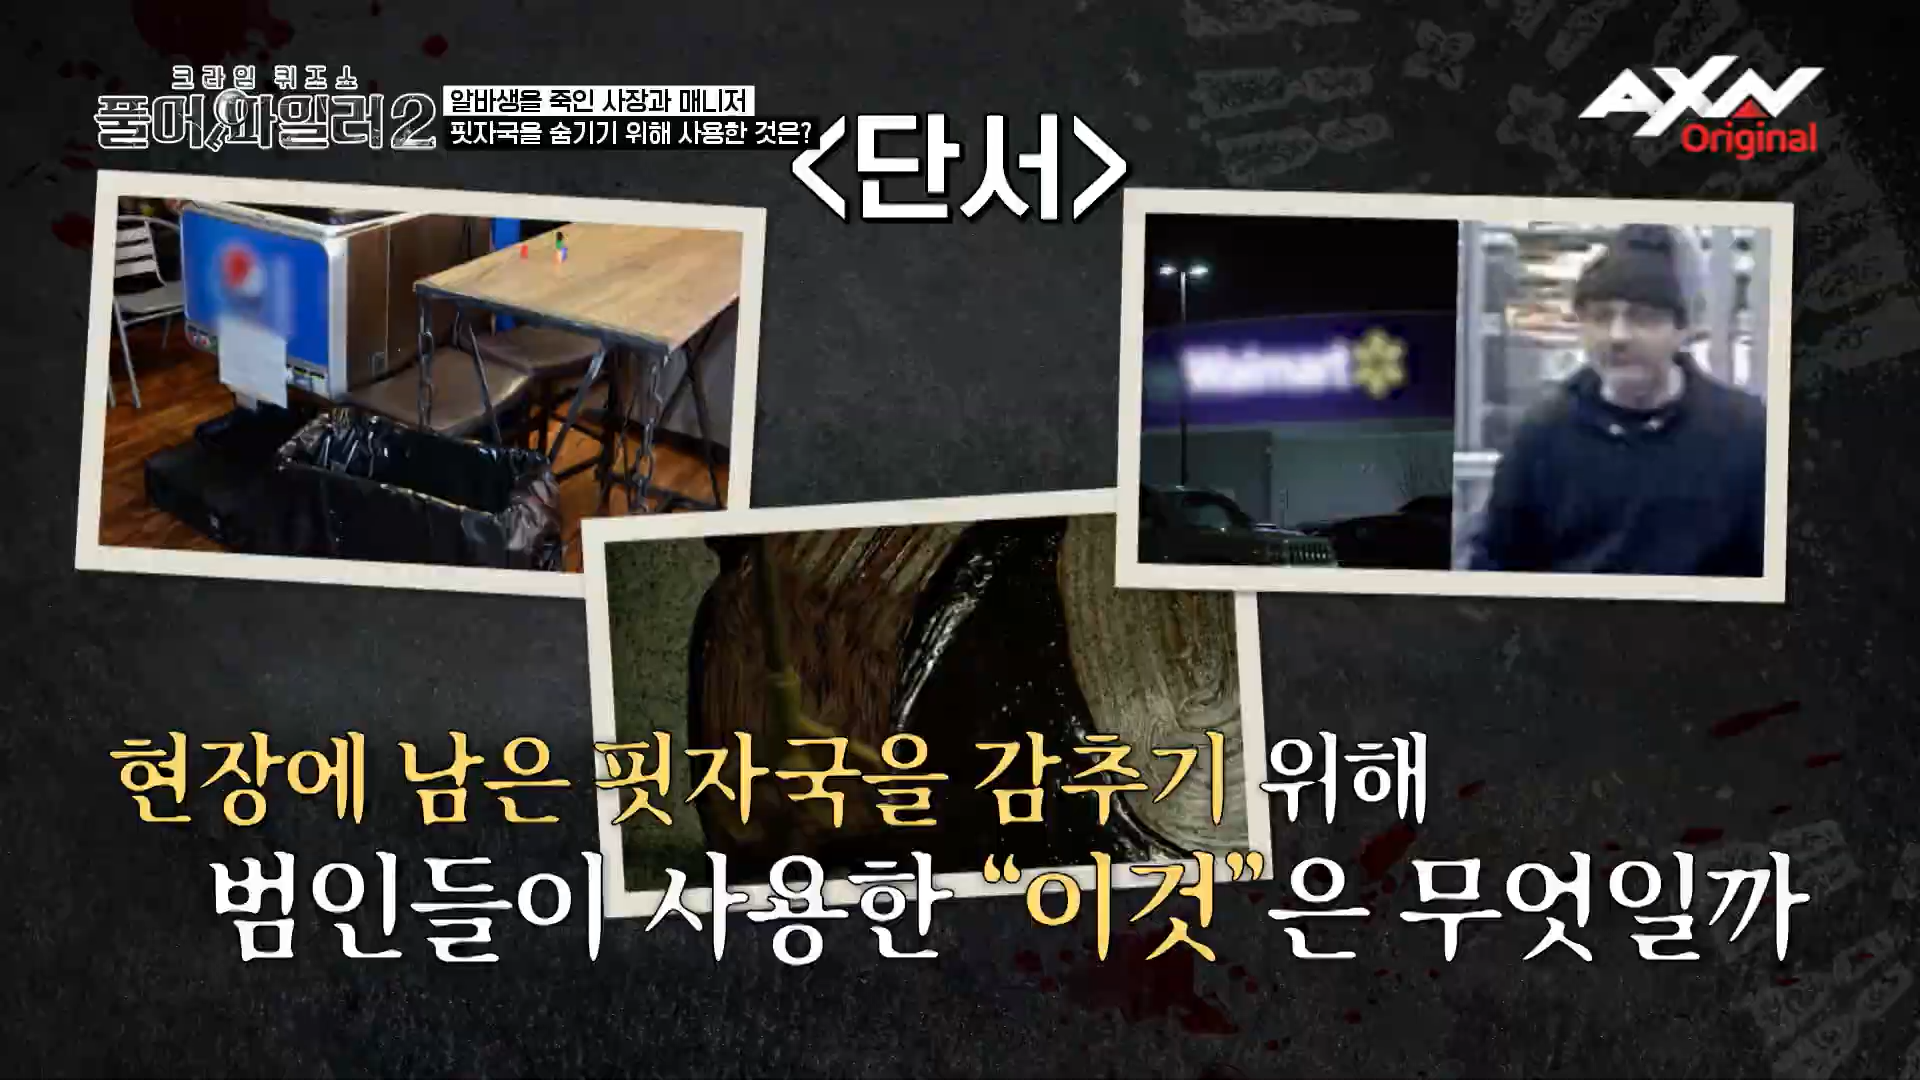 크라임 퀴즈쇼
풀어파일러2
알바생을 죽인 사장과 매니저
핏자국을 숨기기 위해 사용한 것은?
<단서>
AXN
Original
Walmart
현장에 남은 핏자국을 감추기 위해
범인들이 사용한 “이것”은 무엇일까